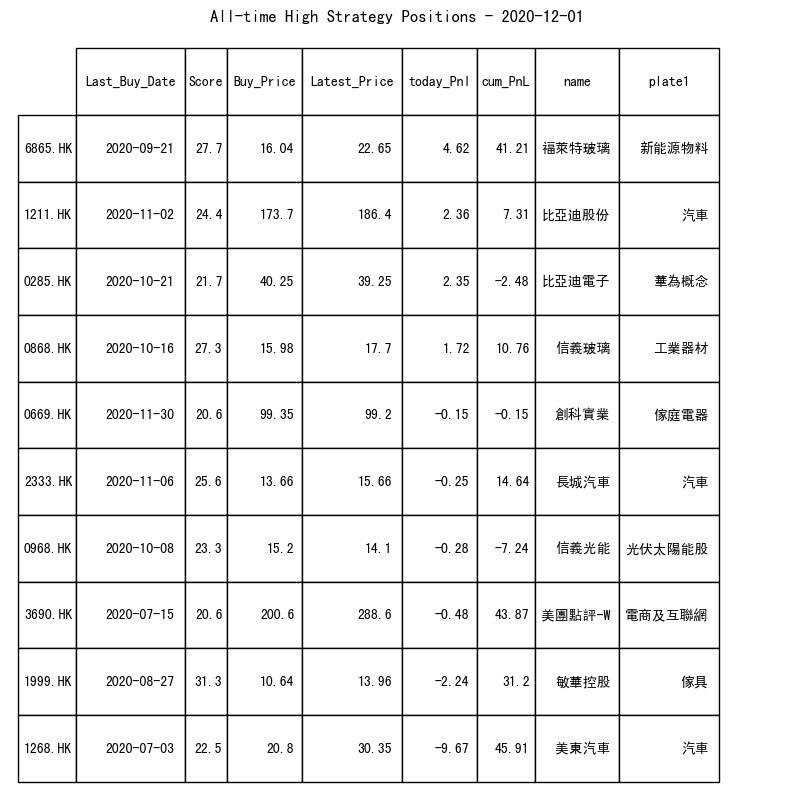 All-time High Strategy Positions - 2020-12-01
Last_Buy_Date Score Buy_Price Latest_Price today_Pnl cum_PnL name plate1
6865.HK 2020-09-21 27.7 16.04 22.65 4.62 41.21 福萊特玻璃 新能源物料
1211.HK 2020-11-02 24.4 173.7 186.4 2.36 7.31 比亞迪股份 汽車
0285.HK 2020-10-21 21.7 40.25 39.25 2.35 -2.48 比亞迪電子 華為概念
0868.HK 2020-10-16 27.3 15.98 17.7 1.72 10.76 信義玻璃 工業器材
0669.HK 2020-11-30 20.6 99.35 99.2 -0.15 -0.15 創科實業 傢庭電器
2333.HK 2020-11-06 25.6 13.66 15.66 -0.25 14.64 長城汽車 汽車
0968.HK 2020-10-08 23.3 15.2 14.1 -0.28 -7.24 信義光能 光伏太陽能股
3690.HK 2020-07-15 20.6 200.6 288.6 -0.48 43.87 美團點評-W 電商及互聯網
1999.HK 2020-08-27 31.3 10.64 13.96 -2.24 31.2 敏華控股 傢具
1268.HK 2020-07-03 22.5 20.8 30.35 -9.67 45.91 美東汽車 汽車